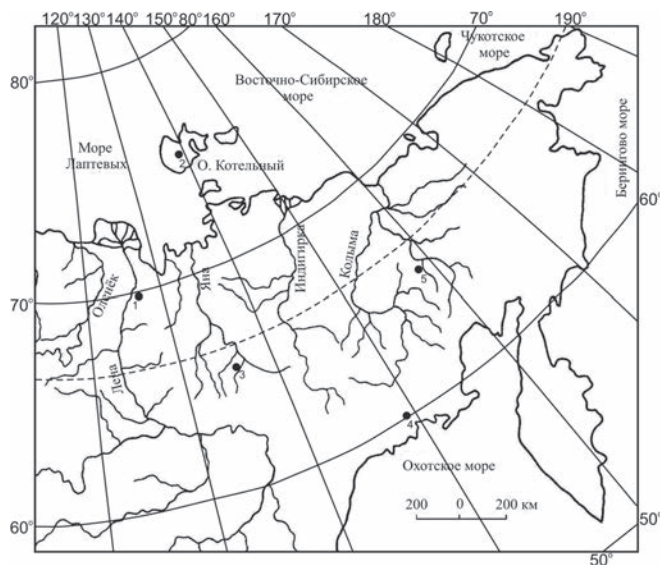 120° 130° 140° 150° 80° 160° 170° 180° 70° 190°
Чукотское
море
80°
Восточно-Сибирское
море
Море
Лаптевых
2
О. Котельный
Берингово море
60°
Оленёк
1
Яна
Индигирка
Колыма
5
70°
Лена
3
4
Охотское море
200 0 200 км
60°
50°
50°